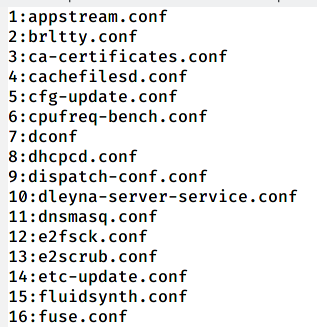 1:appstream.conf
2:brltty.conf
3:ca-certificates.conf
4:cachefilesd.conf
5:cfg-update.conf
6:cpufreq-bench.conf
7:dconf
8:dhcpcd.conf
9:dispatch-conf.conf
10:dleyna-server-service.conf
11:dnsmasq.conf
12:e2fsck.conf
13:e2scrub.conf
14:etc-update.conf
15:fluidsynth.conf
16:fuse.conf